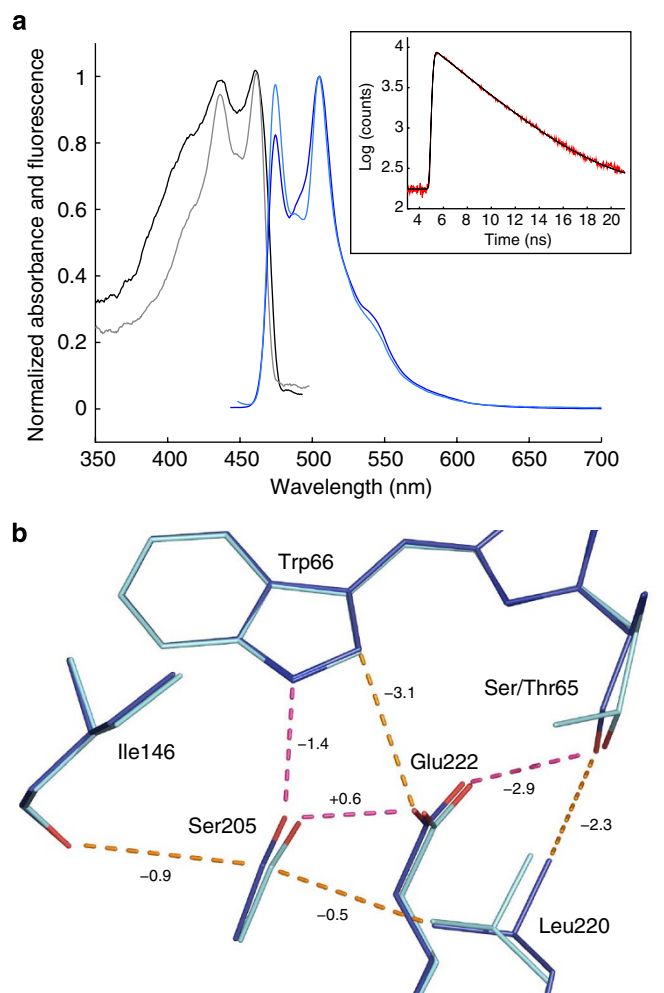 a
Normalized absorbance and fluorescence
1
0.8
0.6
0.4
0.2
0
350 400 450 500 550 600 650 700
Wavelength (nm)
Log (counts)
4
3.5
3
2.5
2
4 6 8 10 12 14 16 18 20
Time (ns)
b
Trp66
−3.1
Ser/Thr65
Ile146
−1.4
Glu222
+0.6
−2.9
Ser205
−2.3
−0.9
−0.5
Leu220